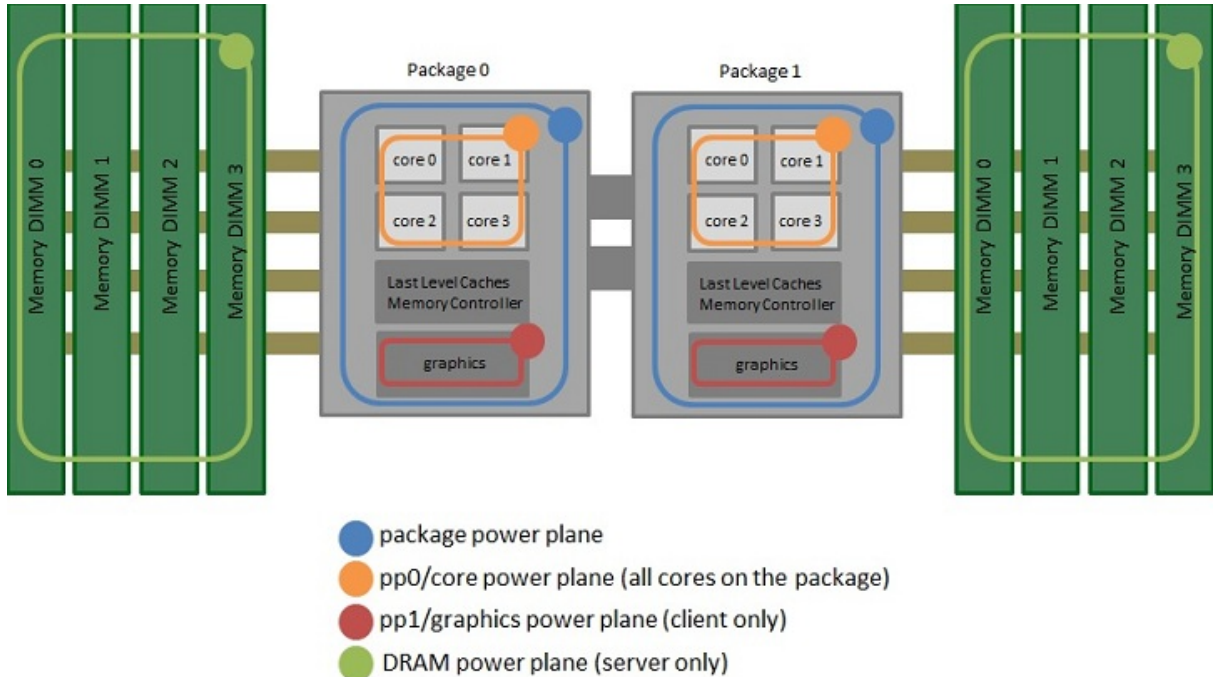 Package 0
Package 1
Memory DIMM 0
Memory DIMM 1
Memory DIMM 2
Memory DIMM 3
core 0
core 1
core 2
core 3
Last Level Caches
Memory Controller
graphics
core 0
core 1
core 2
core 3
Last Level Caches
Memory Controller
graphics
Memory DIMM 0
Memory DIMM 1
Memory DIMM 2
Memory DIMM 3
package power plane
pp0/core power plane (all cores on the package)
pp1/graphics power plane (client only)
DRAM power plane (server only)